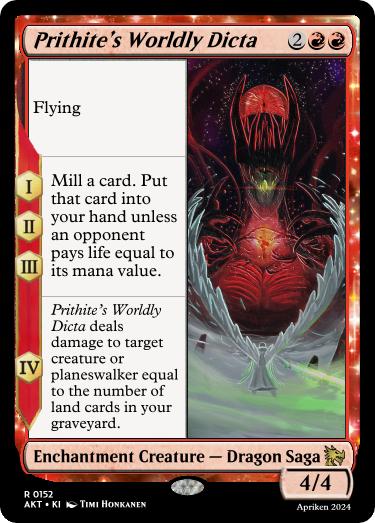 Prithite's Worldly Dicta 2
Flying
I
II
III
Mill a card. Put
that card into
your hand unless
an opponent
pays life equal to
its mana value.
IV
Prithite's Worldly
Dicta deals
damage to target
creature or
planeswalker equal
to the number of
land cards in your
graveyard.
Enchantment Creature — Dragon Saga
4/4
R 0152
AKT • KI Timi Honkanen
Apriken 2024